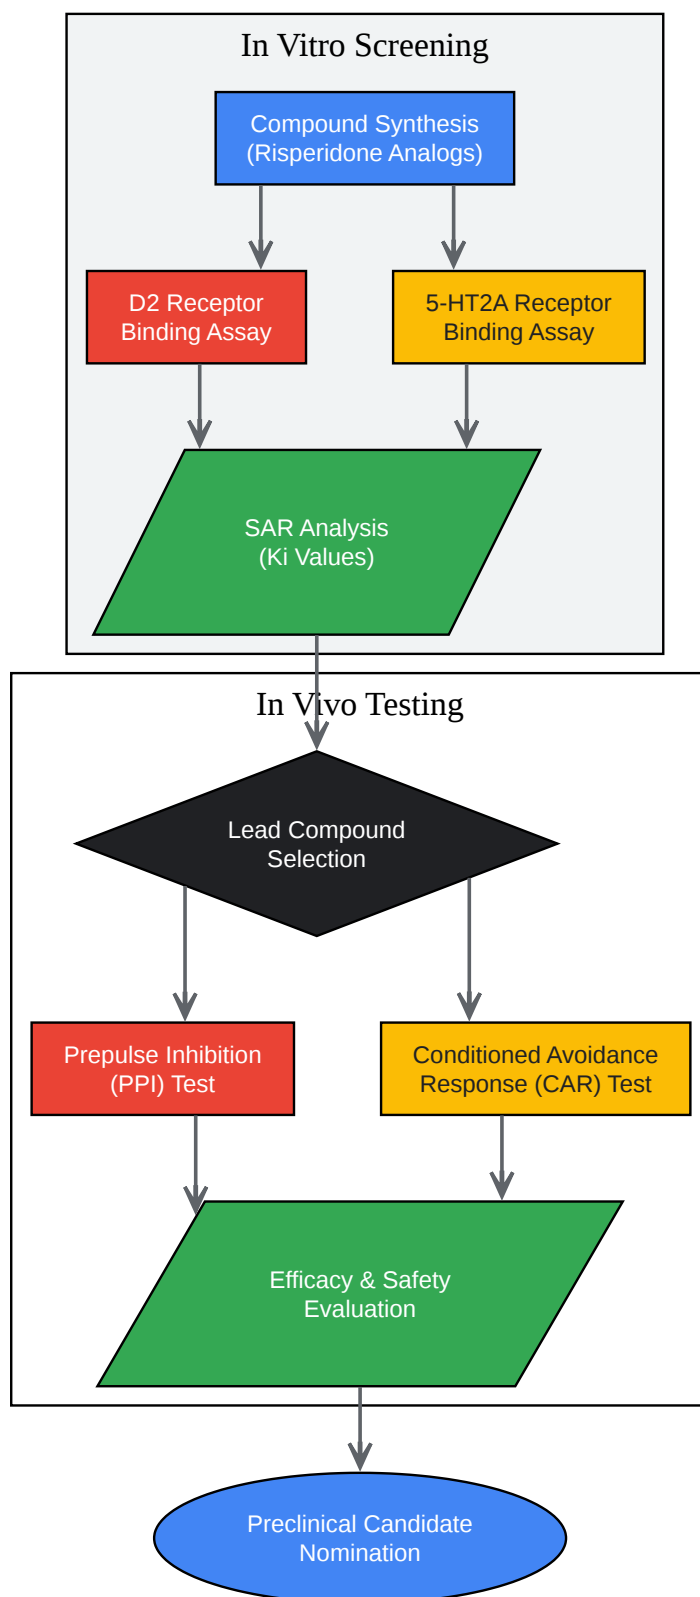 In Vitro Screening
Compound Synthesis
(Risperidone Analogs)
D2 Receptor
Binding Assay
5-HT2A Receptor
Binding Assay
SAR Analysis
(Ki Values)
In Vivo Testing
Lead Compound
Selection
Prepulse Inhibition
(PPI) Test
Conditioned Avoidance
Response (CAR) Test
Efficacy & Safety
Evaluation
Preclinical Candidate
Nomination